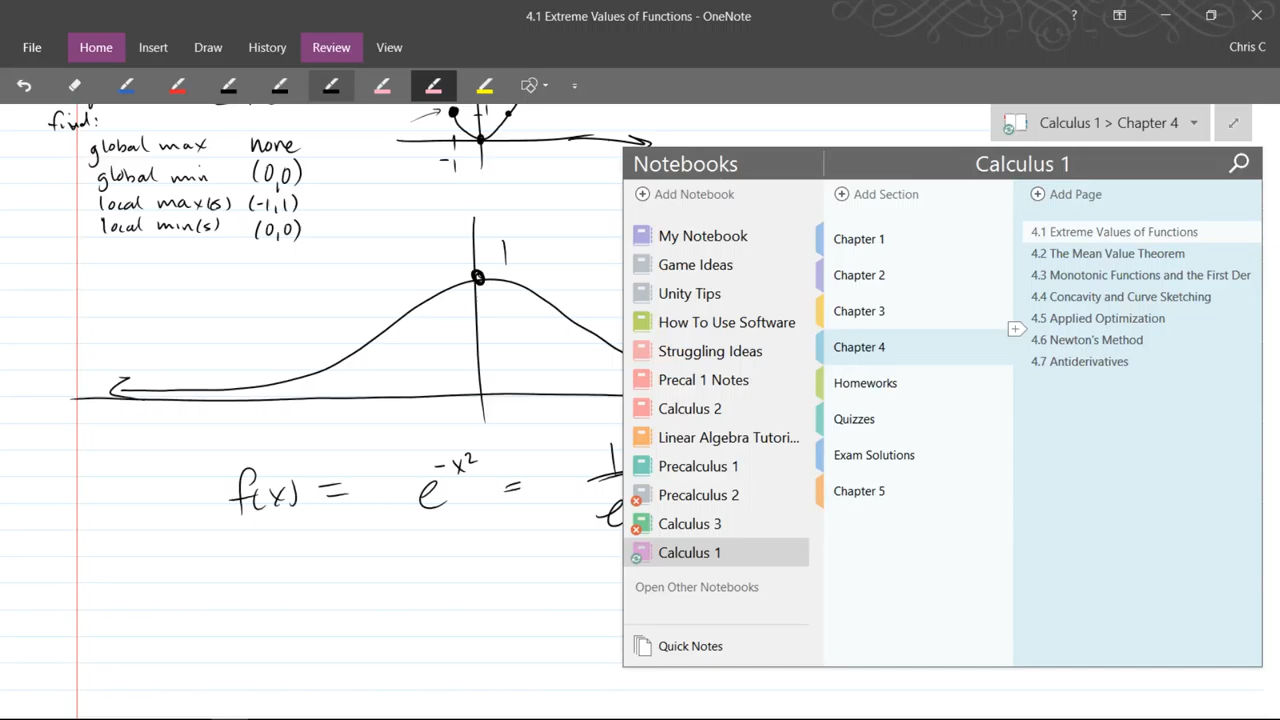 4.1 Extreme Values of Functions - OneNote
?
File
Home
Insert
Draw
History
Review
View
Chris C
find:
global max none
global min (0,0)
local max(s) (-1,1)
local min(s) (0,0)
1
-1
1
f(x) = e^{-x^2} = 1
e
Calculus 1 > Chapter 4
Notebooks
Calculus 1
Add Notebook
Add Section
Add Page
My Notebook
Game Ideas
Unity Tips
How To Use Software
Struggling Ideas
Precal 1 Notes
Calculus 2
Linear Algebra Tutori...
Precalculus 1
Precalculus 2
Calculus 3
Calculus 1
Open Other Notebooks
Quick Notes
Chapter 1
Chapter 2
Chapter 3
Chapter 4
Homeworks
Quizzes
Exam Solutions
Chapter 5
4.1 Extreme Values of Functions
4.2 The Mean Value Theorem
4.3 Monotonic Functions and the First Der
4.4 Concavity and Curve Sketching
4.5 Applied Optimization
4.6 Newton's Method
4.7 Antiderivatives